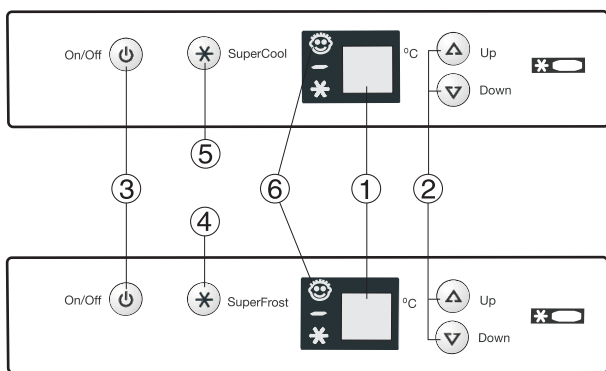 On/Off SuperCool °C Up
Down
5
3 6 1 2
4
On/Off SuperFrost °C Up
Down